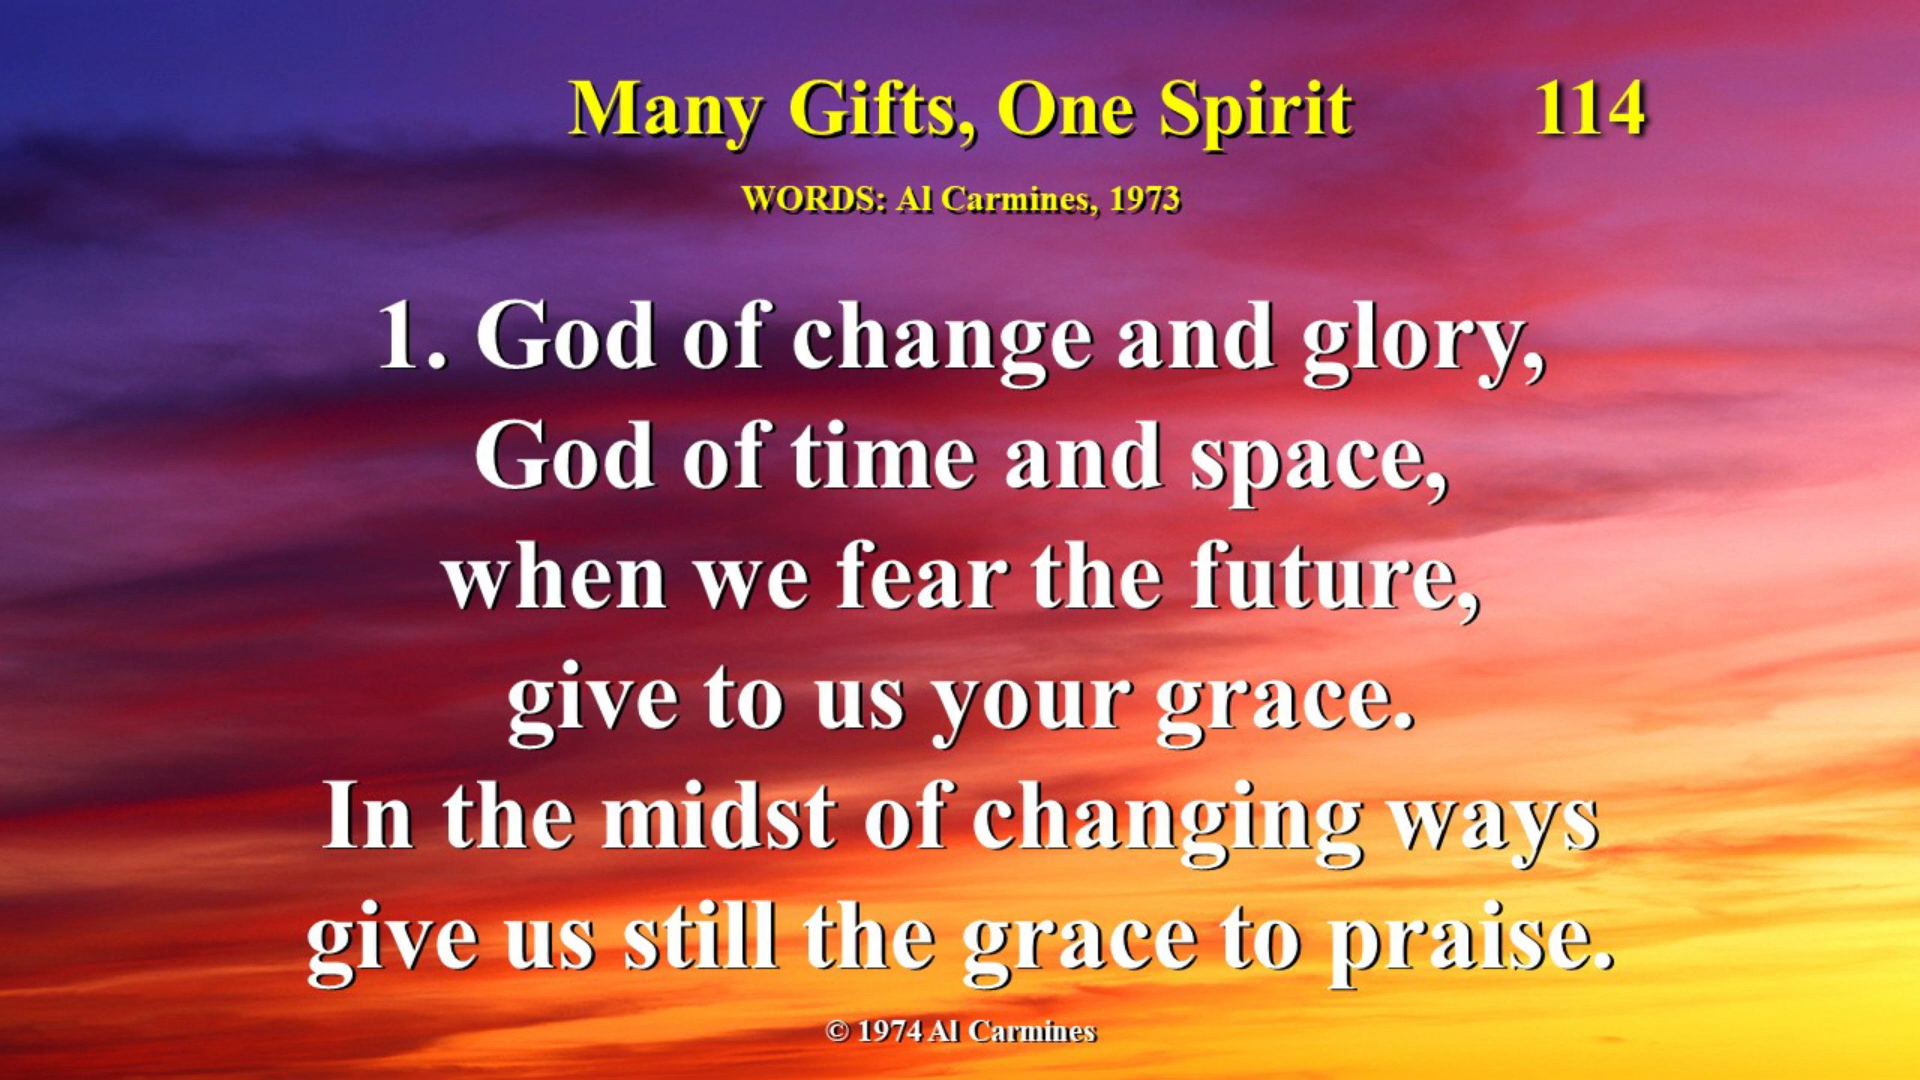 Many Gifts, One Spirit 114
WORDS: Al Carmines, 1973
1. God of change and glory,
God of time and space,
when we fear the future,
give to us your grace.
In the midst of changing ways
give us still the grace to praise.
© 1974 Al Carmines